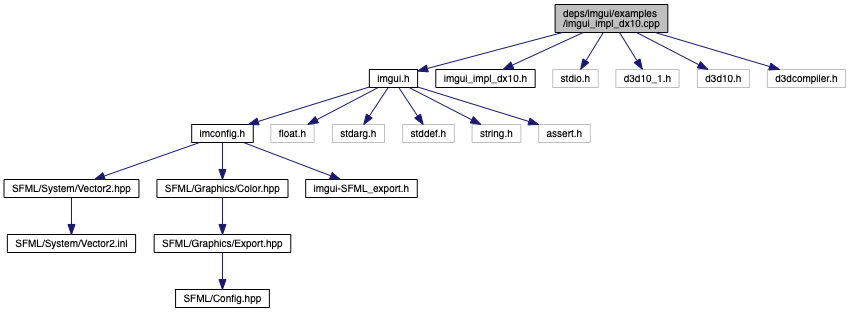 deps/imgui/examples
/imgui_impl_dx10.cpp
imgui.h
imgui_impl_dx10.h
stdio.h
d3d10_1.h
d3d10.h
d3dcompiler.h
imconfig.h
float.h
stdarg.h
stddef.h
string.h
assert.h
SFML/System/Vector2.hpp
SFML/Graphics/Color.hpp
imgui-SFML_export.h
SFML/System/Vector2.inl
SFML/Graphics/Export.hpp
SFML/Config.hpp